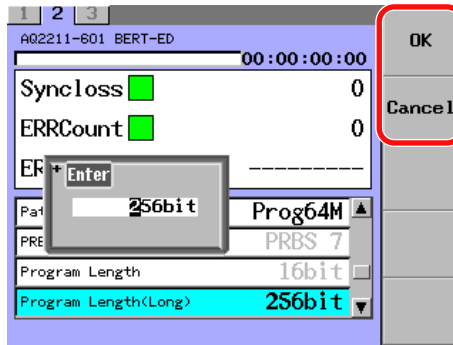 1 2 3
AQ2211-601 BERT-ED
00:00:00:00
OK
Syncloss 0
Cancel
ERRCount 0
ER ---------
Enter
256bit
Pat Prog64M
PRB PRBS 7
Program Length 16bit
Program Length(Long) 256bit